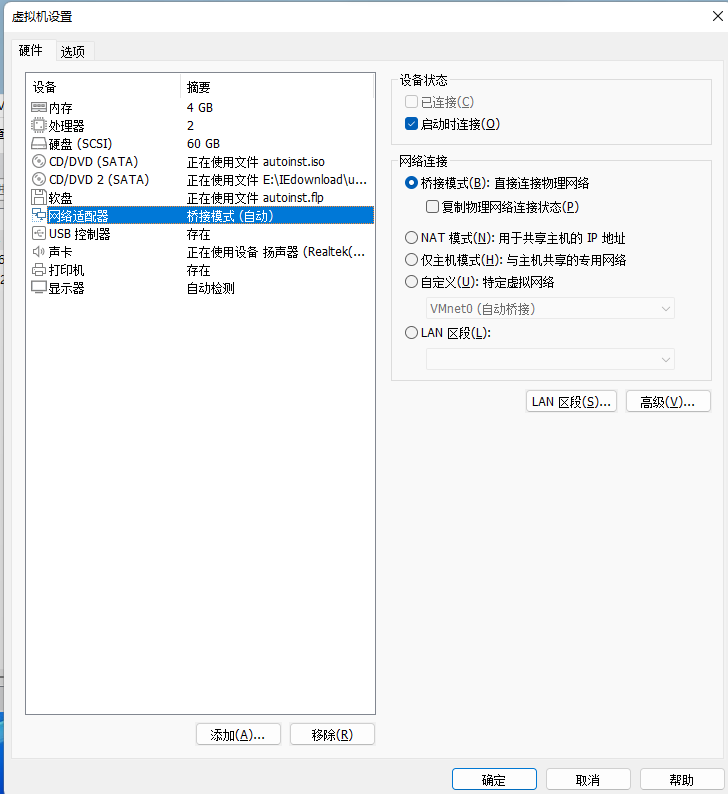 虚拟机设置
硬件 选项
设备 摘要
内存 4 GB
处理器 2
硬盘 (SCSI) 60 GB
CD/DVD (SATA) 正在使用文件 autoinst.iso
CD/DVD 2 (SATA) 正在使用文件 E:\IEdownload\u...
软盘 正在使用文件 autoinst.flp
网络适配器 桥接模式 (自动)
USB 控制器 存在
声卡 正在使用设备 扬声器 (Realtek(...
打印机 存在
显示器 自动检测
添加(A)... 移除(R)
设备状态
已连接(C)
启动时连接(O)
网络连接
桥接模式(B): 直接连接物理网络
复制物理网络连接状态(P)
NAT 模式(N): 用于共享主机的 IP 地址
仅主机模式(H): 与主机共享的专用网络
自定义(U): 特定虚拟网络
VMnet0 (自动桥接)
LAN 区段(L):
LAN 区段(S)... 高级(V)...
确定 取消 帮助